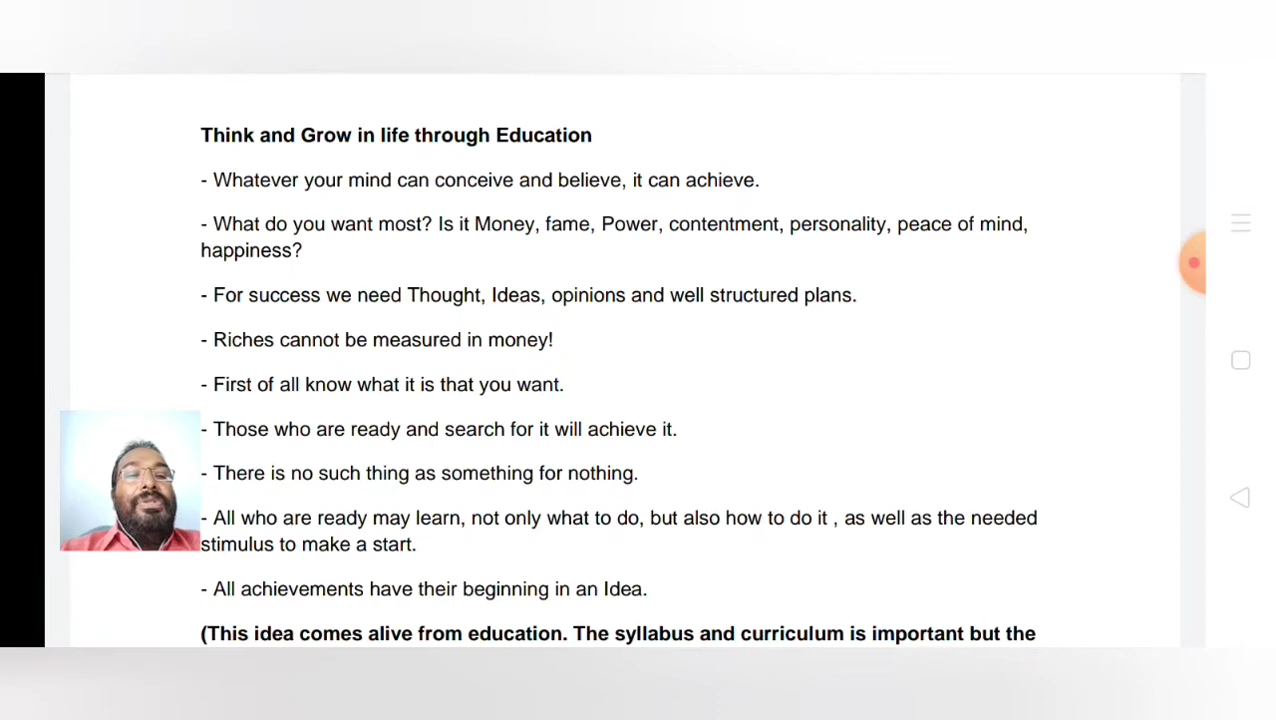 Think and Grow in life through Education
- Whatever your mind can conceive and believe, it can achieve.
- What do you want most? Is it Money, fame, Power, contentment, personality, peace of mind,
happiness?
- For success we need Thought, Ideas, opinions and well structured plans.
- Riches cannot be measured in money!
- First of all know what it is that you want.
- Those who are ready and search for it will achieve it.
- There is no such thing as something for nothing.
- All who are ready may learn, not only what to do, but also how to do it , as well as the needed
stimulus to make a start.
- All achievements have their beginning in an Idea.
(This idea comes alive from education. The syllabus and curriculum is important but the